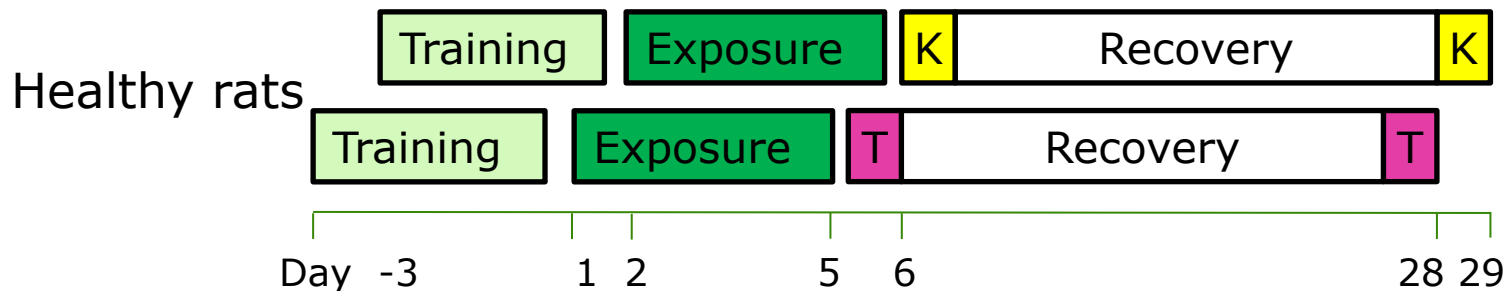 Training Exposure K Recovery K
Healthy rats
Training Exposure T Recovery T
Day -3 1 2 5 6 28 29